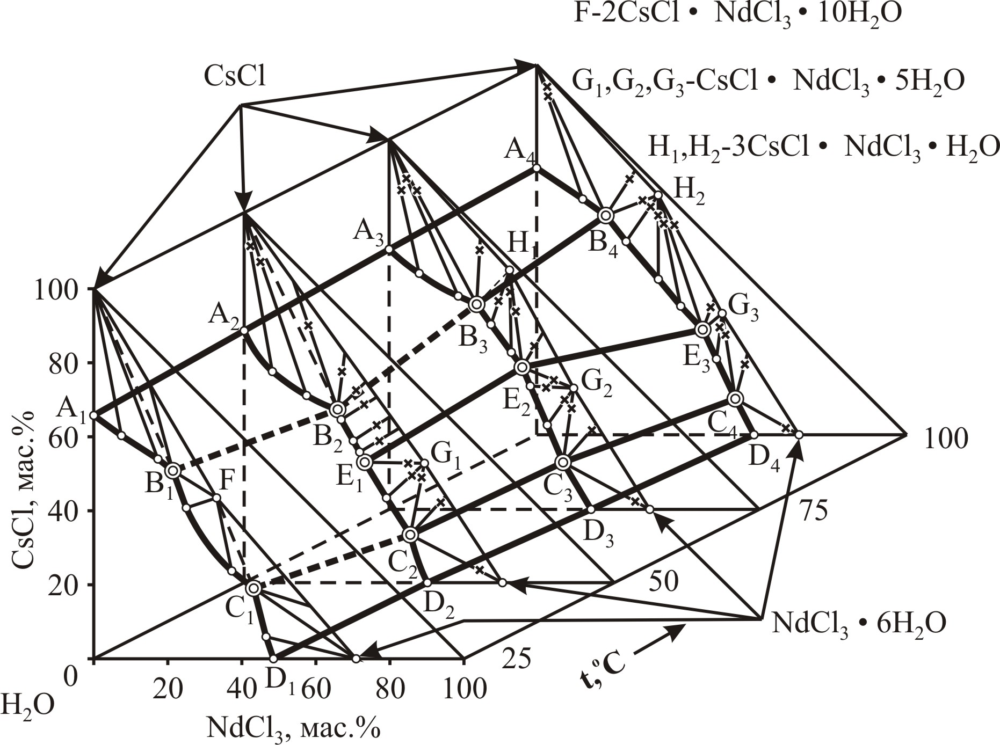 F-2CsCl • NdCl₃ • 10H₂O
CsCl
G₁,G₂,G₃-CsCl • NdCl₃ • 5H₂O
H₁,H₂-3CsCl • NdCl₃ • H₂O
A₄
H₂
A₃
H₁
B₄
100
A₂
G₃
B₃
80
E₃
A₁
G₂
E₂
60
B₂
C₄
100
G₁
D₄
E₁
B₁
F
C₃
40
75
D₃
CsCl, мас.%
C₂
20
50
C₁
D₂
NdCl₃ • 6H₂O
25
t,°C
0
D₁
20
40
60
80
100
H₂O
NdCl₃, мас.%